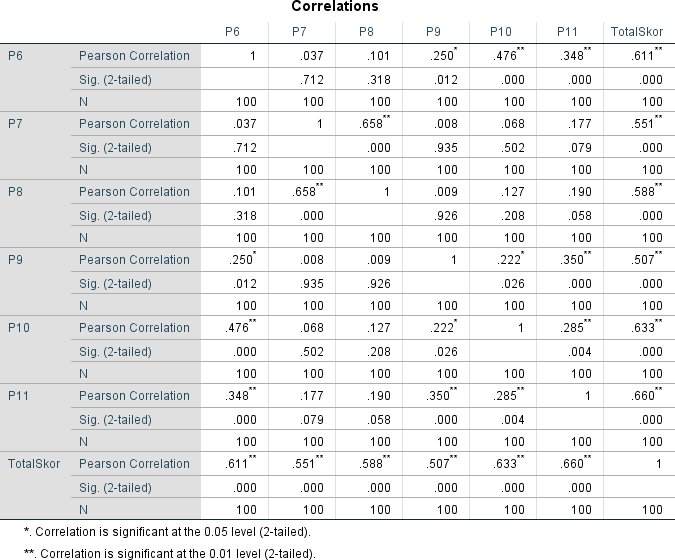 Correlations
P6 P7 P8 P9 P10 P11 TotalSkor
P6 Pearson Correlation 1 .037 .101 .250* .476** .348** .611**
Sig. (2-tailed) .712 .318 .012 .000 .000 .000
N 100 100 100 100 100 100 100
P7 Pearson Correlation .037 1 .658** .008 .068 .177 .551**
Sig. (2-tailed) .712 .000 .935 .502 .079 .000
N 100 100 100 100 100 100 100
P8 Pearson Correlation .101 .658** 1 .009 .127 .190 .588**
Sig. (2-tailed) .318 .000 .926 .208 .058 .000
N 100 100 100 100 100 100 100
P9 Pearson Correlation .250* .008 .009 1 .222* .350** .507**
Sig. (2-tailed) .012 .935 .926 .026 .000 .000
N 100 100 100 100 100 100 100
P10 Pearson Correlation .476** .068 .127 .222* 1 .285** .633**
Sig. (2-tailed) .000 .502 .208 .026 .004 .000
N 100 100 100 100 100 100 100
P11 Pearson Correlation .348** .177 .190 .350** .285** 1 .660**
Sig. (2-tailed) .000 .079 .058 .000 .004 .000
N 100 100 100 100 100 100 100
TotalSkor Pearson Correlation .611** .551** .588** .507** .633** .660** 1
Sig. (2-tailed) .000 .000 .000 .000 .000 .000
N 100 100 100 100 100 100 100
*. Correlation is significant at the 0.05 level (2-tailed).
**. Correlation is significant at the 0.01 level (2-tailed).